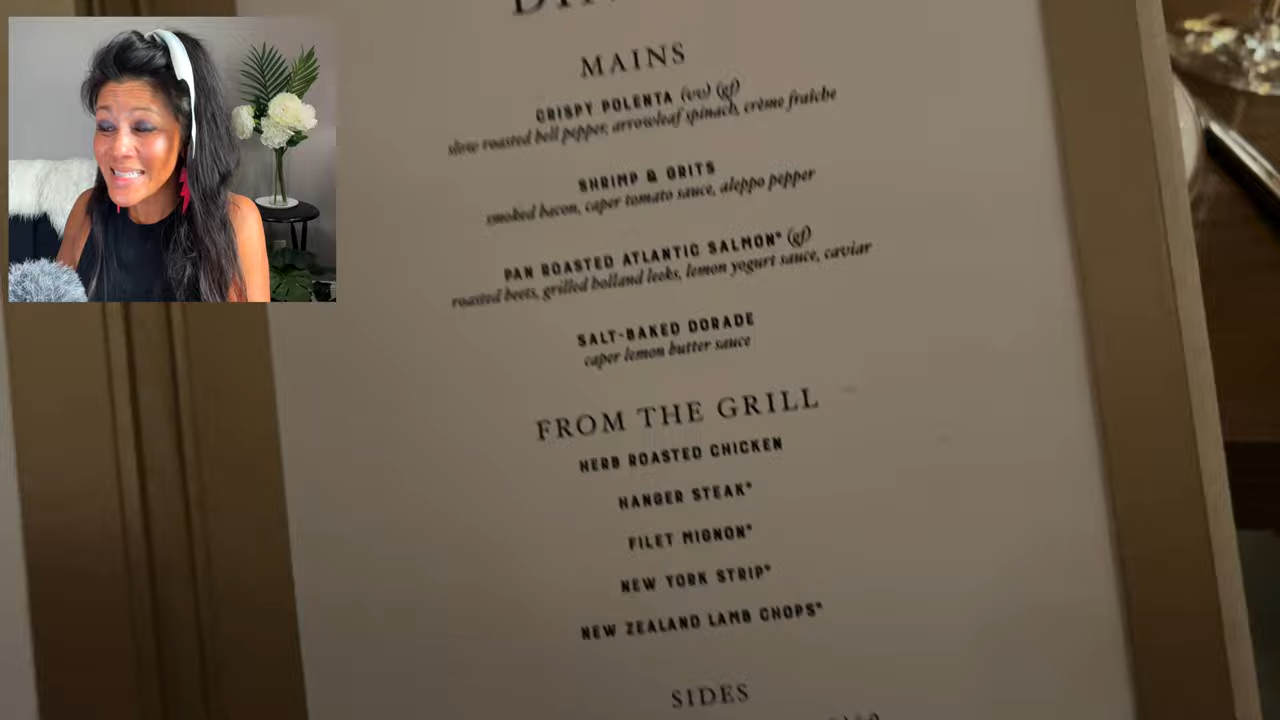 MAINS
CRISPY POLENTA (vv) (gf)
slow roasted bell pepper, arrowleaf spinach, crème fraîche
SHRIMP & GRITS
smoked bacon, caper tomato sauce, aleppo pepper
PAN ROASTED ATLANTIC SALMON* (gf)
roasted beets, grilled holland leeks, lemon yogurt sauce, caviar
SALT-BAKED DORADE
caper lemon butter sauce
FROM THE GRILL
HERB ROASTED CHICKEN
HANGER STEAK*
FILET MIGNON*
NEW YORK STRIP*
NEW ZEALAND LAMB CHOPS*
SIDES